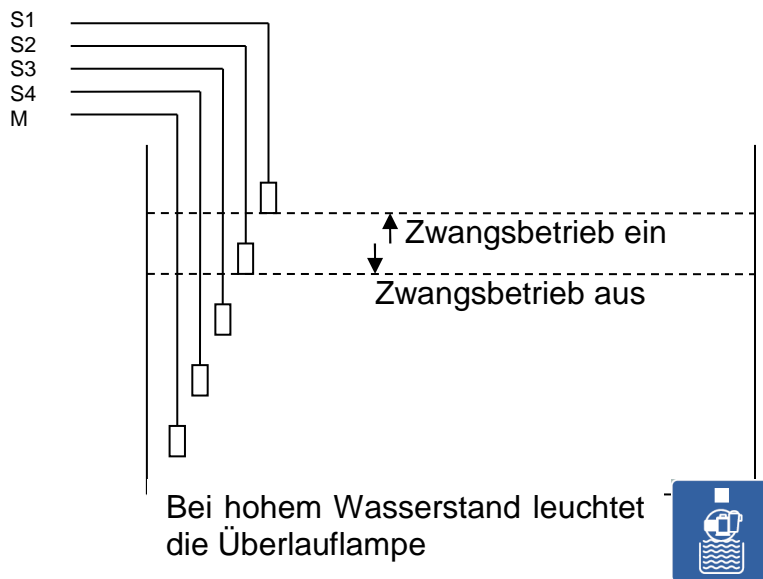 S1
S2
S3
S4
M
Zwangsbetrieb ein
Zwangsbetrieb aus
Bei hohem Wasserstand leuchtet
die Überlauflampe